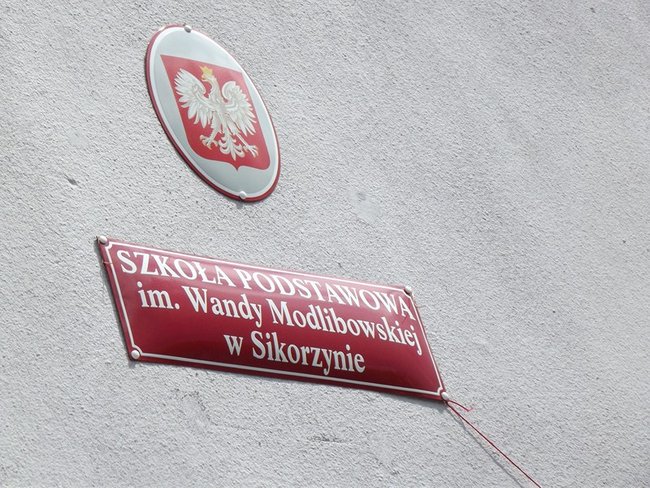 SZKOŁA PODSTAWOWA
im. Wandy Modlibowskiej
w Sikorzynie